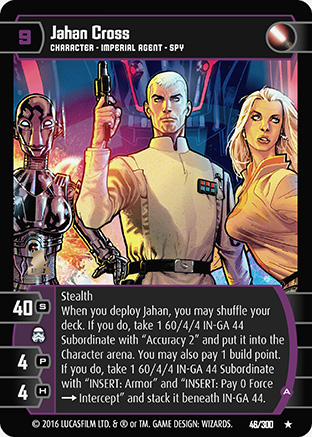 9
Jahan Cross
CHARACTER - IMPERIAL AGENT - SPY
40 S
4 P
4 H
Stealth
When you deploy Jahan, you may shuffle your
deck. If you do, take 1 60/4/4 IN-GA 44
Subordinate with "Accuracy 2" and put it into the
Character arena. You may also pay 1 build point.
If you do, take 1 60/4/4 IN-GA 44 Subordinate
with "INSERT: Armor" and "INSERT: Pay 0 Force
→ Intercept" and stack it beneath IN-GA 44.
A
© 2016 LUCASFILM LTD. & ® or TM. GAME DESIGN: WIZARDS.
48/300 ★